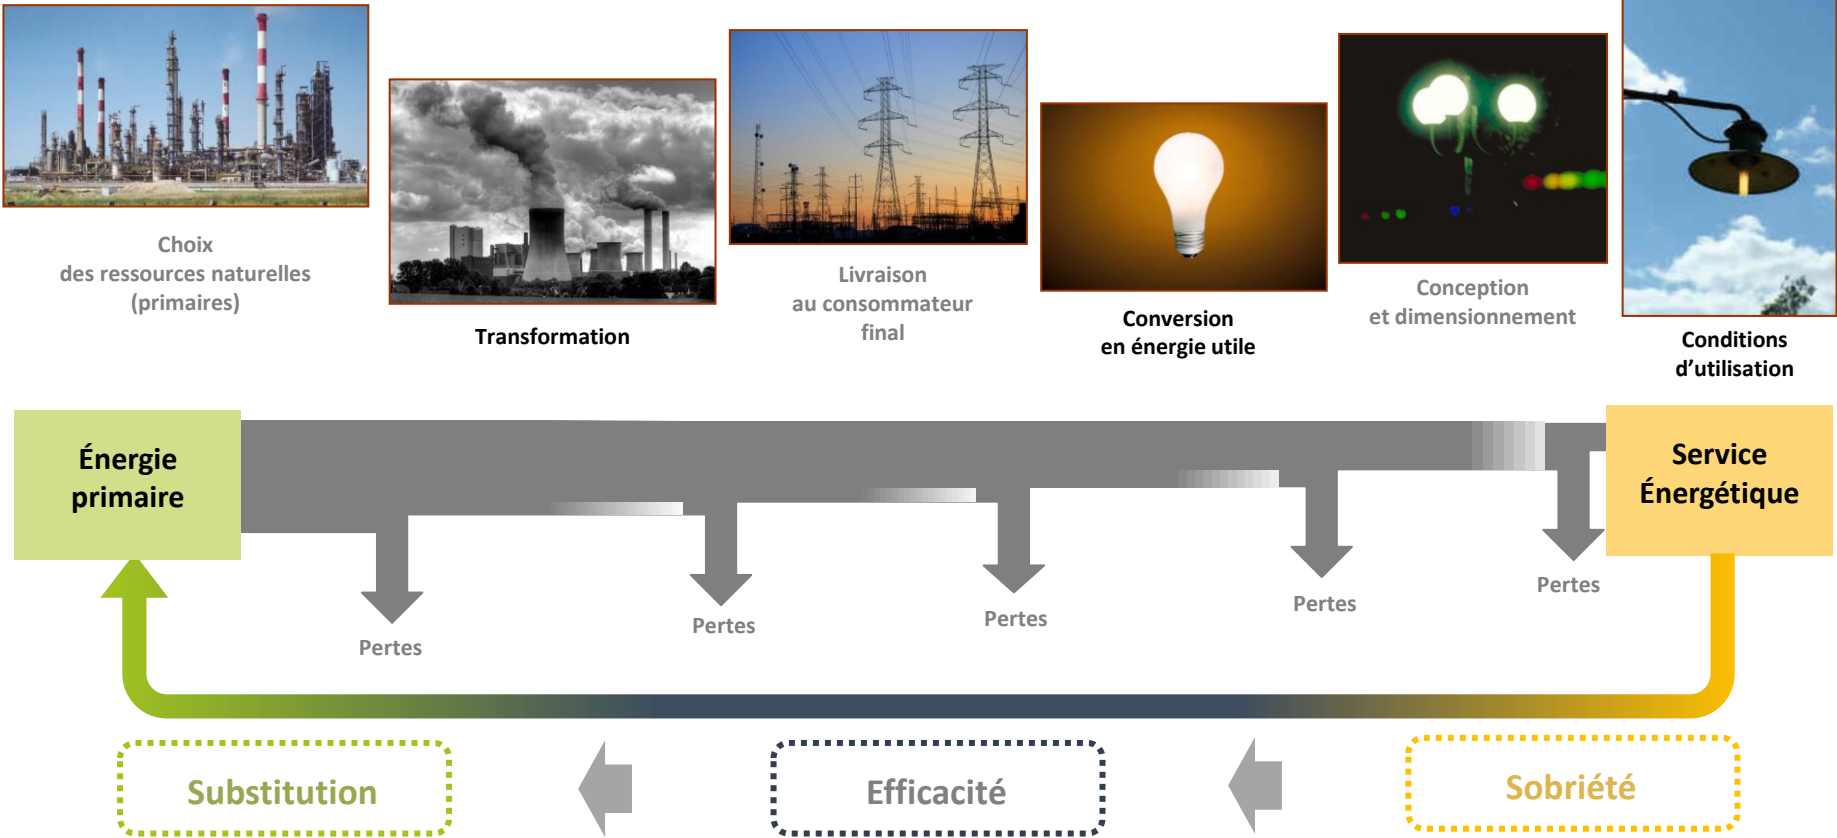 Choix
des ressources naturelles
(primaires)
Transformation
Livraison
au consommateur
final
Conversion
en énergie utile
Conception
et dimensionnement
Conditions
d’utilisation
Énergie
primaire
Service
Énergétique
Pertes
Pertes
Pertes
Pertes
Pertes
Substitution
Efficacité
Sobriété